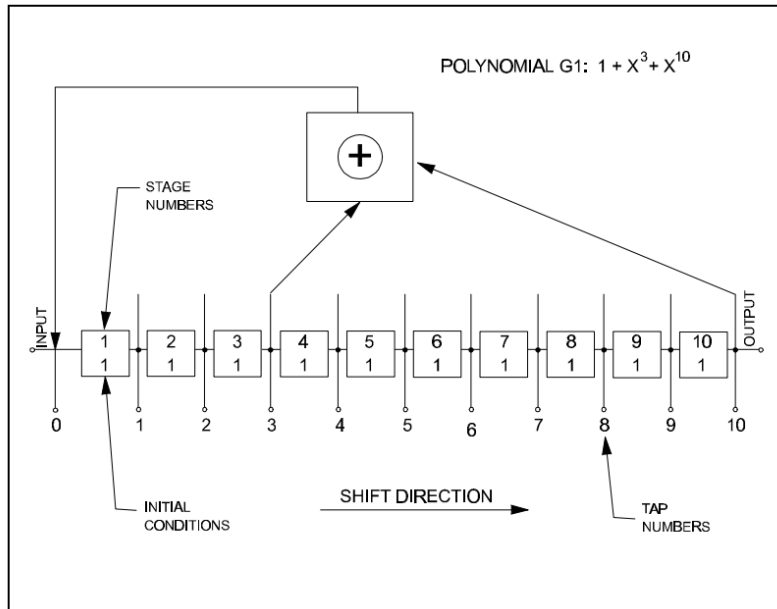 POLYNOMIAL G1: 1 + X^3 + X^10
+
STAGE
NUMBERS
INPUT
OUTPUT
1 2 3 4 5 6 7 8 9 10
1 1 1 1 1 1 1 1 1 1
0 1 2 3 4 5 6 7 8 9 10
INITIAL
CONDITIONS
SHIFT DIRECTION
TAP
NUMBERS